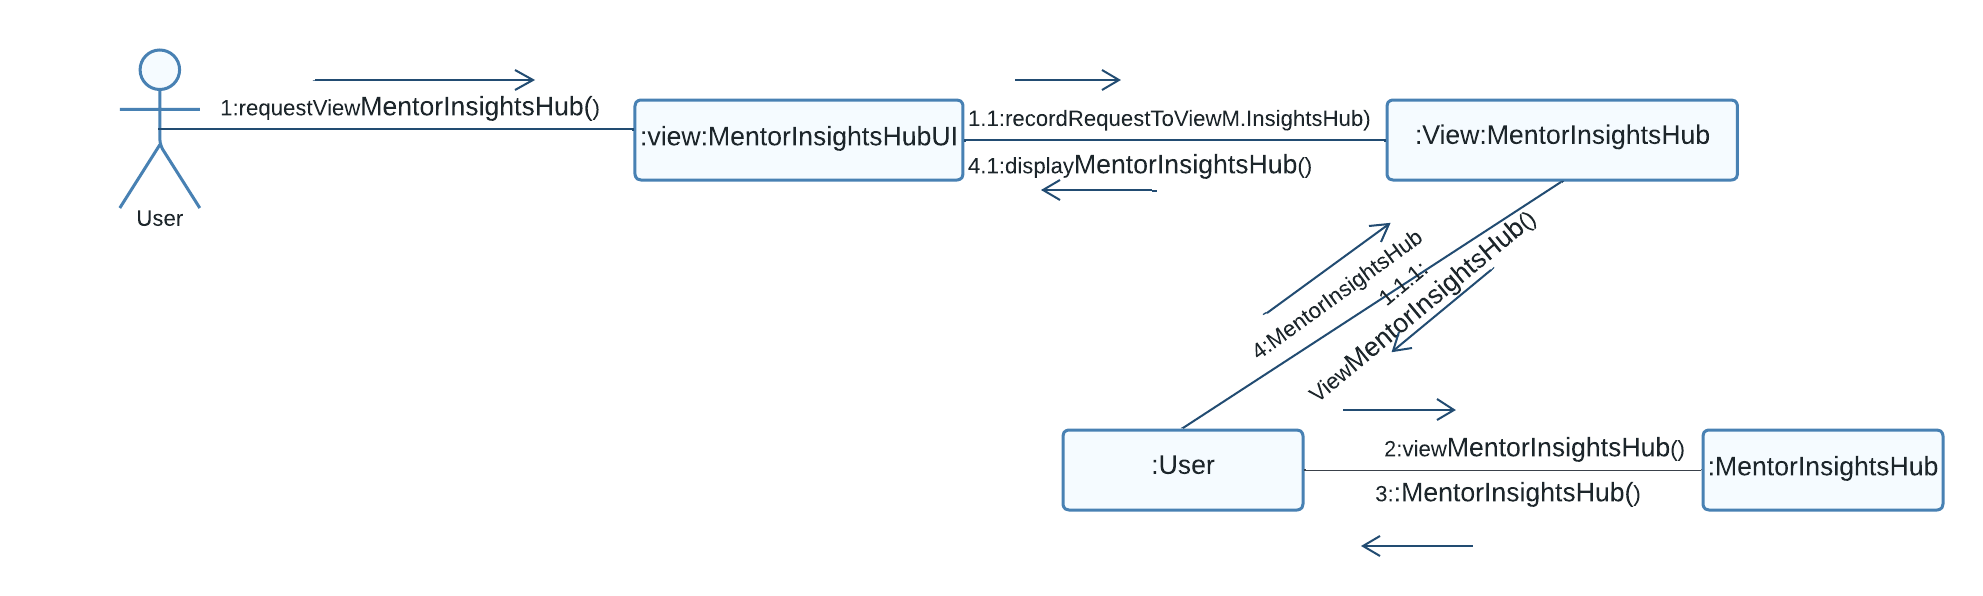 1:requestViewMentorInsightsHub()
User
:view:MentorInsightsHubUI
1.1:recordRequestToViewM.InsightsHub)
4.1:displayMentorInsightsHub()
:View:MentorInsightsHub
4:MentorInsightsHub
1.1.1:
ViewMentorInsightsHub()
:User
2:viewMentorInsightsHub()
3::MentorInsightsHub()
:MentorInsightsHub